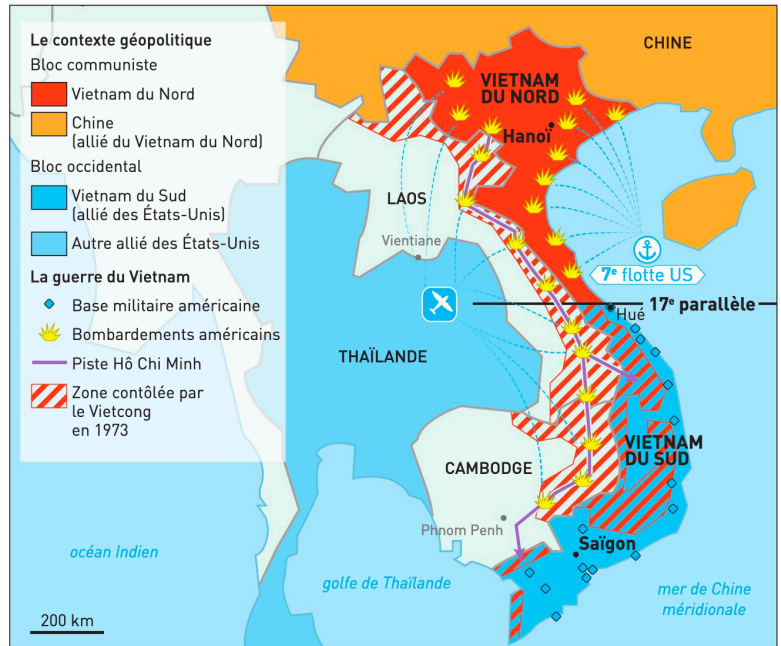 Le contexte géopolitique
Bloc communiste
Vietnam du Nord
Chine
(allié du Vietnam du Nord)
Bloc occidental
Vietnam du Sud
(allié des États-Unis)
Autre allié des États-Unis
La guerre du Vietnam
Base militaire américaine
Bombardements américains
Piste Hô Chi Minh
Zone contôlée par
le Vietcong
en 1973
CHINE
VIETNAM
DU NORD
Hanoï
LAOS
Vientiane
7e flotte US
17e parallèle
Hué
THAÏLANDE
VIETNAM
DU SUD
CAMBODGE
Phnom Penh
Saïgon
océan Indien
golfe de Thaïlande
mer de Chine
méridionale
200 km